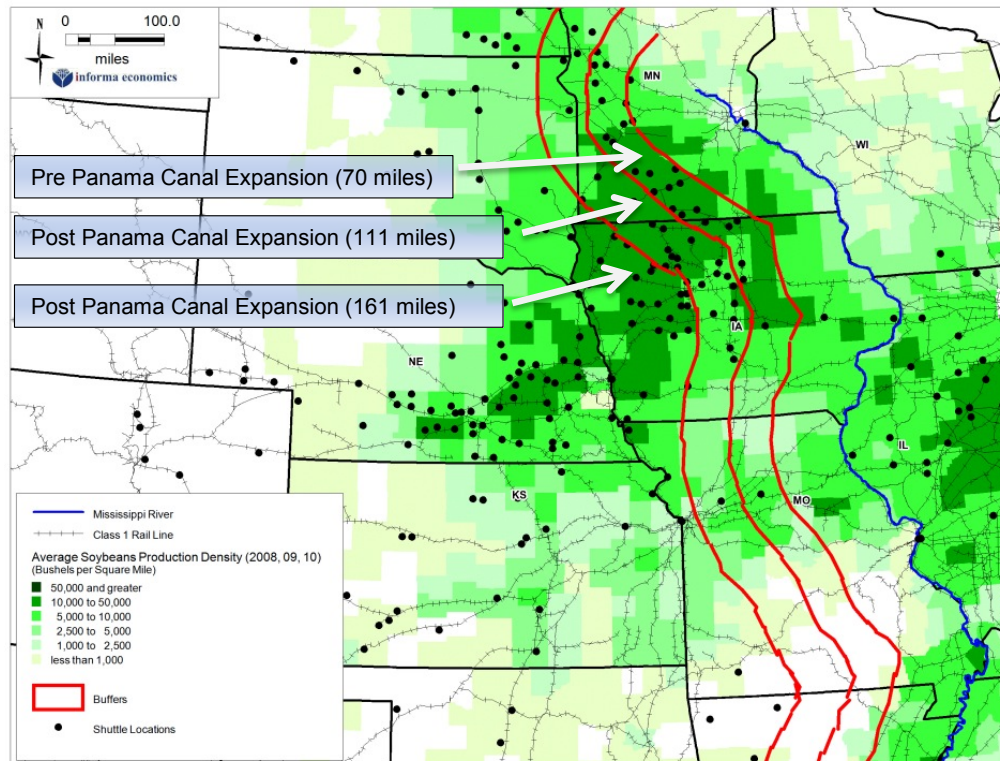 N
0 100.0
miles
informa economics
MN
WI
Pre Panama Canal Expansion (70 miles)
Post Panama Canal Expansion (111 miles)
Post Panama Canal Expansion (161 miles)
IA
NE
IL
KS
MO
Mississippi River
Class 1 Rail Line
Average Soybeans Production Density (2008, 09, 10)
(Bushels per Square Mile)
50,000 and greater
10,000 to 50,000
5,000 to 10,000
2,500 to 5,000
1,000 to 2,500
less than 1,000
Buffers
Shuttle Locations